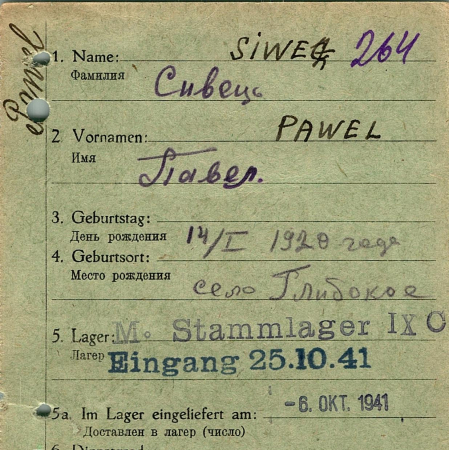 1. Name: SIWEC 264
Фамилия Сивець
Pawel
2. Vornamen: PAWEL
Имя Павел.
3. Geburtstag:
День рождения 14/I 1920 года
4. Geburtsort:
Место рождения село Глибокое
5. Lager: M. Stammlager IX C
Лагерь Eingang 25.10.41
5a. Im Lager eingeliefert am: -6. ОКТ. 1941
Доставлен в лагерь (число)